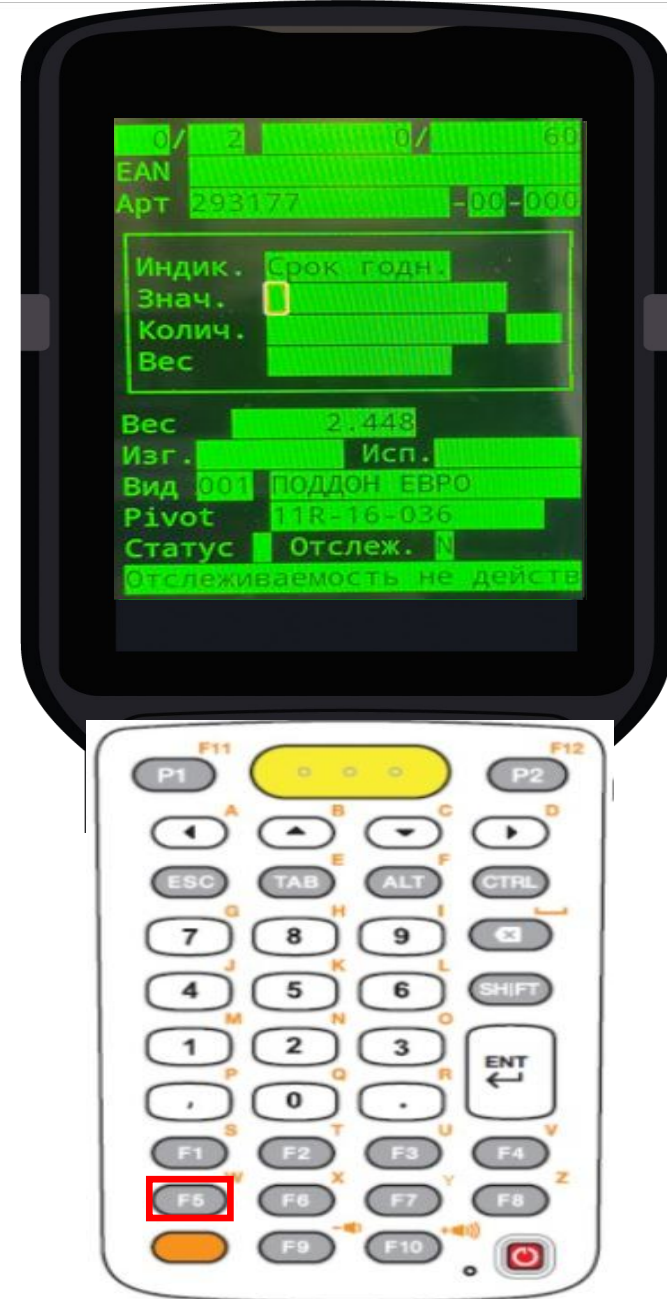 0/ 2 0/ 60
EAN
Арт 293177 -00-000
Индик. Срок годн.
Знач.
Колич.
Вес
Вес 2.448
Изг. Исп.
Вид 001 ПОДДОН ЕВРО
Pivot 11R-16-036
Статус Отслеж. N
Отслеживаемость не действ
F11 F12
P1 P2
A B C D
E F
ESC TAB ALT CTRL
G H I
7 8 9
J K L
4 5 6 SHIFT
M N O
1 2 3 ENT
P Q R
, 0 .
S T U V
F1 F2 F3 F4
W X Y Z
F5 F6 F7 F8
F9 F10